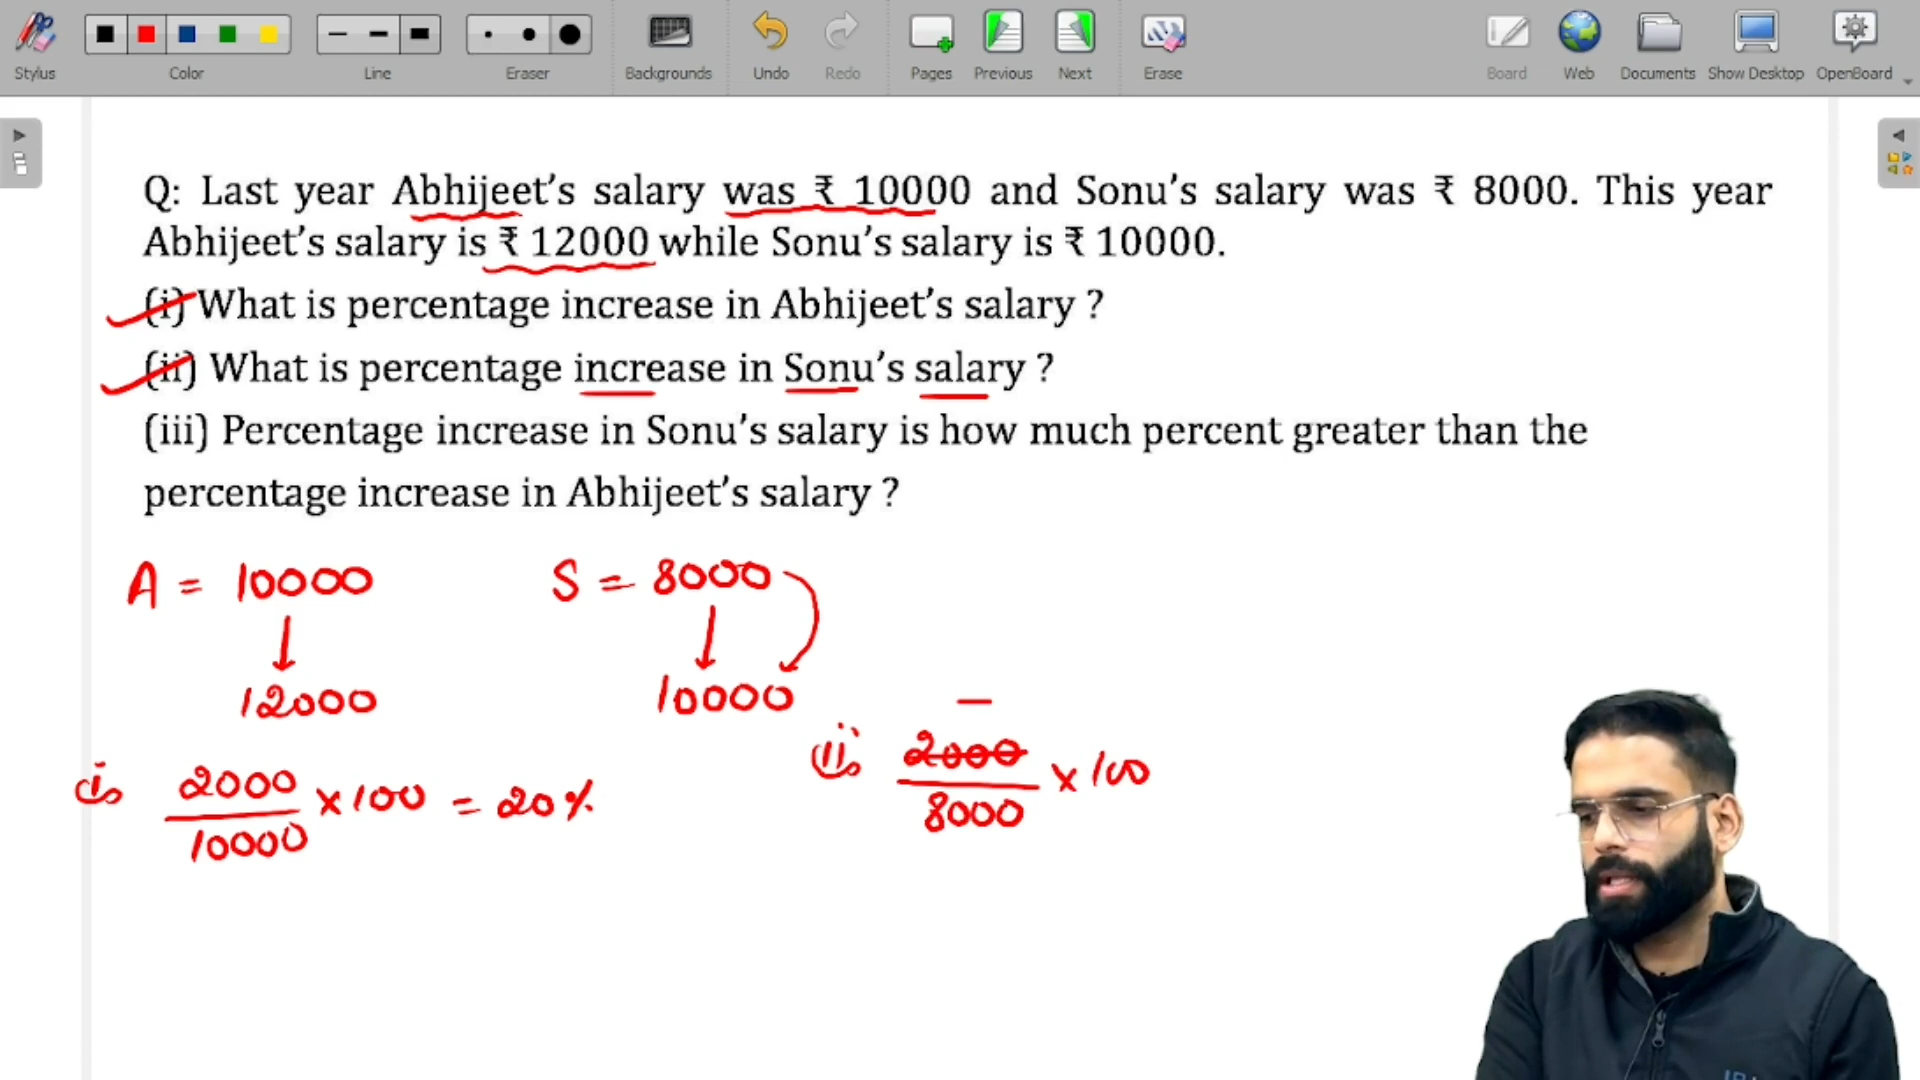 Stylus Color Line Eraser Backgrounds Undo Redo Pages Previous Next Erase Board Web Documents Show Desktop OpenBoard
Q: Last year Abhijeet's salary was ₹ 10000 and Sonu's salary was ₹ 8000. This year
Abhijeet's salary is ₹ 12000 while Sonu's salary is ₹ 10000.
(i) What is percentage increase in Abhijeet's salary ?
(ii) What is percentage increase in Sonu's salary ?
(iii) Percentage increase in Sonu's salary is how much percent greater than the
percentage increase in Abhijeet's salary ?
A = 10000 S = 8000
12000 10000
(i) 2000/10000 × 100 = 20%
(ii) 2000/8000 × 100